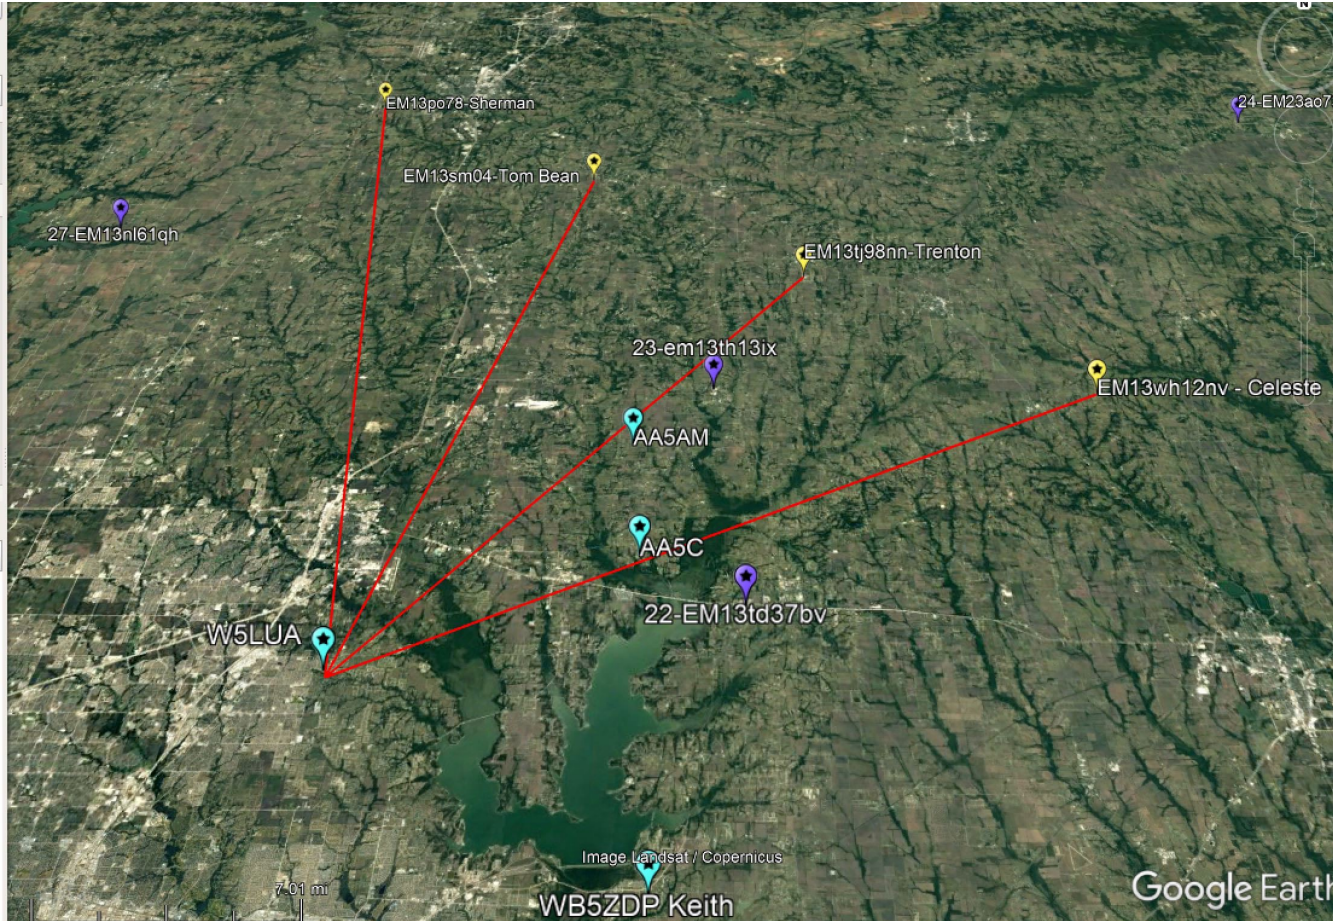 N
EM13po78-Sherman
24-EM23ao7
EM13sm04-Tom Bean
27-EM13nl61qh
EM13tj98nn-Trenton
23-em13th13ix
EM13wh12nv - Celeste
AA5AM
AA5C
22-EM13td37bv
W5LUA
Image Landsat / Copernicus
7.01 mi
WB5ZDP Keith
Google Earth